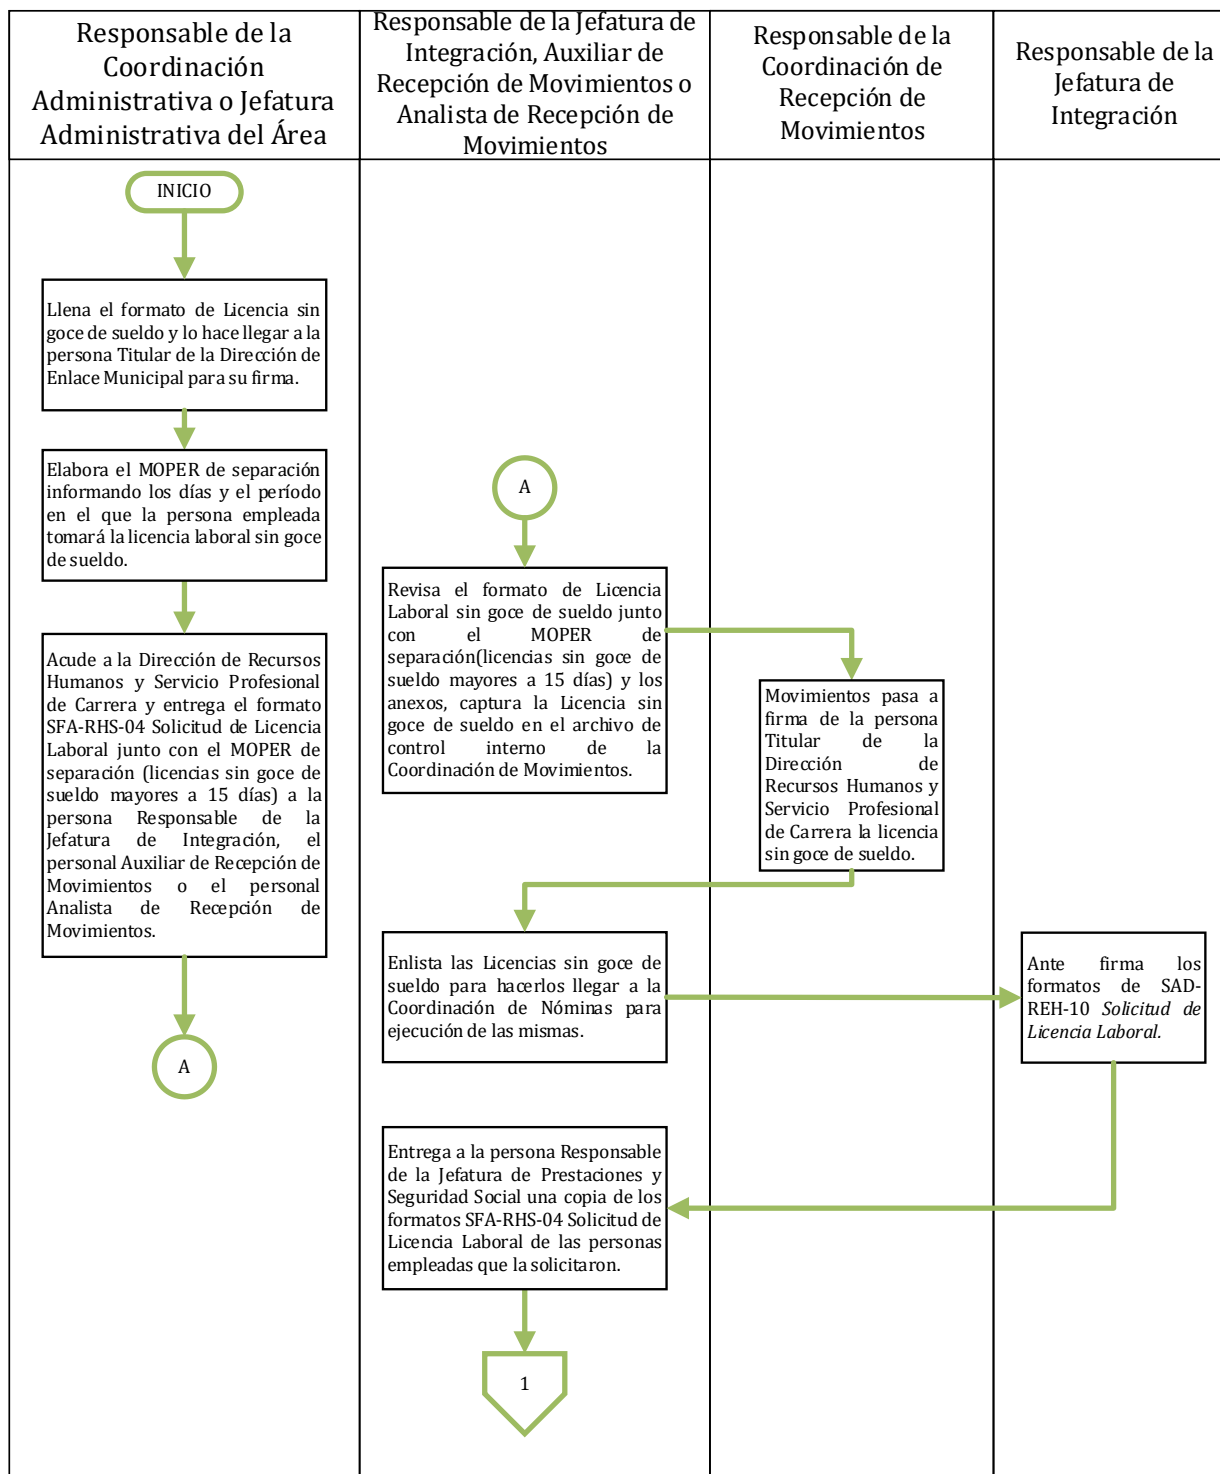 Responsable de la
Coordinación
Administrativa o Jefatura
Administrativa del Área
Responsable de la Jefatura de
Integración, Auxiliar de
Recepción de Movimientos o
Analista de Recepción de
Movimientos
Responsable de la
Coordinación de
Recepción de
Movimientos
Responsable de la
Jefatura de
Integración
INICIO
Llena el formato de Licencia sin
goce de sueldo y lo hace llegar a la
persona Titular de la Dirección de
Enlace Municipal para su firma.
Elabora el MOPER de separación
informando los días y el período
en el que la persona empleada
tomará la licencia laboral sin goce
de sueldo.
Acude a la Dirección de Recursos
Humanos y Servicio Profesional
de Carrera y entrega el formato
SFA-RHS-04 Solicitud de Licencia
Laboral junto con el MOPER de
separación (licencias sin goce de
sueldo mayores a 15 días) a la
persona Responsable de la
Jefatura de Integración, el
personal Auxiliar de Recepción de
Movimientos o el personal
Analista de Recepción de
Movimientos.
A
A
Revisa el formato de Licencia
Laboral sin goce de sueldo junto
con el MOPER de
separación(licencias sin goce de
sueldo mayores a 15 días) y los
anexos, captura la Licencia sin
goce de sueldo en el archivo de
control interno de la
Coordinación de Movimientos.
Movimientos pasa a
firma de la persona
Titular de la
Dirección de
Recursos Humanos y
Servicio Profesional
de Carrera la licencia
sin goce de sueldo.
Enlista las Licencias sin goce de
sueldo para hacerlos llegar a la
Coordinación de Nóminas para
ejecución de las mismas.
Ante firma los
formatos de SAD-
REH-10 Solicitud de
Licencia Laboral.
Entrega a la persona Responsable
de la Jefatura de Prestaciones y
Seguridad Social una copia de los
formatos SFA-RHS-04 Solicitud de
Licencia Laboral de las personas
empleadas que la solicitaron.
1